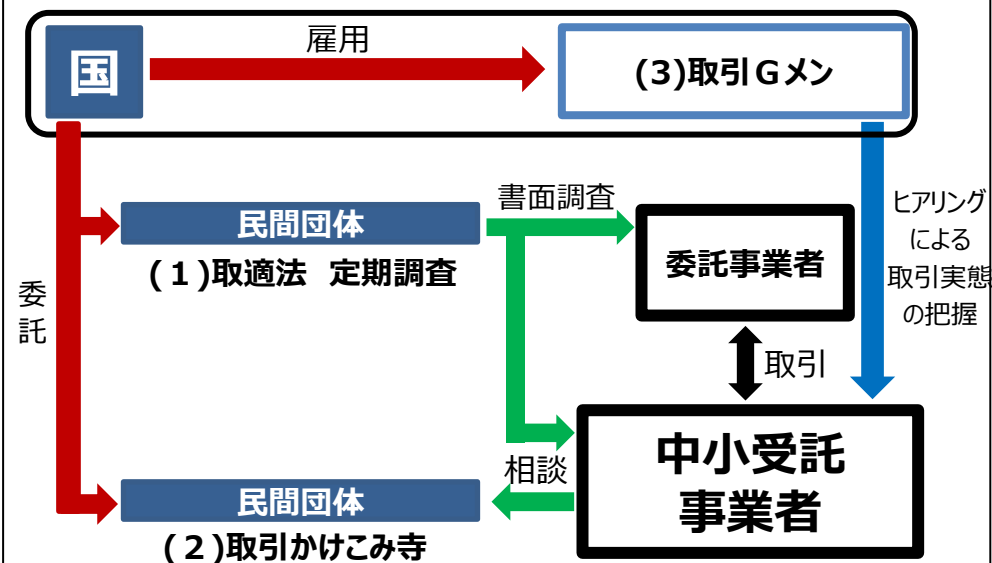 国
雇用
(3)取引Gメン
民間団体
(１)取適法 定期調査
書面調査
委託事業者
ヒアリング
による
取引実態
の把握
委
託
取引
中小受託
事業者
相談
民間団体
(２)取引かけこみ寺